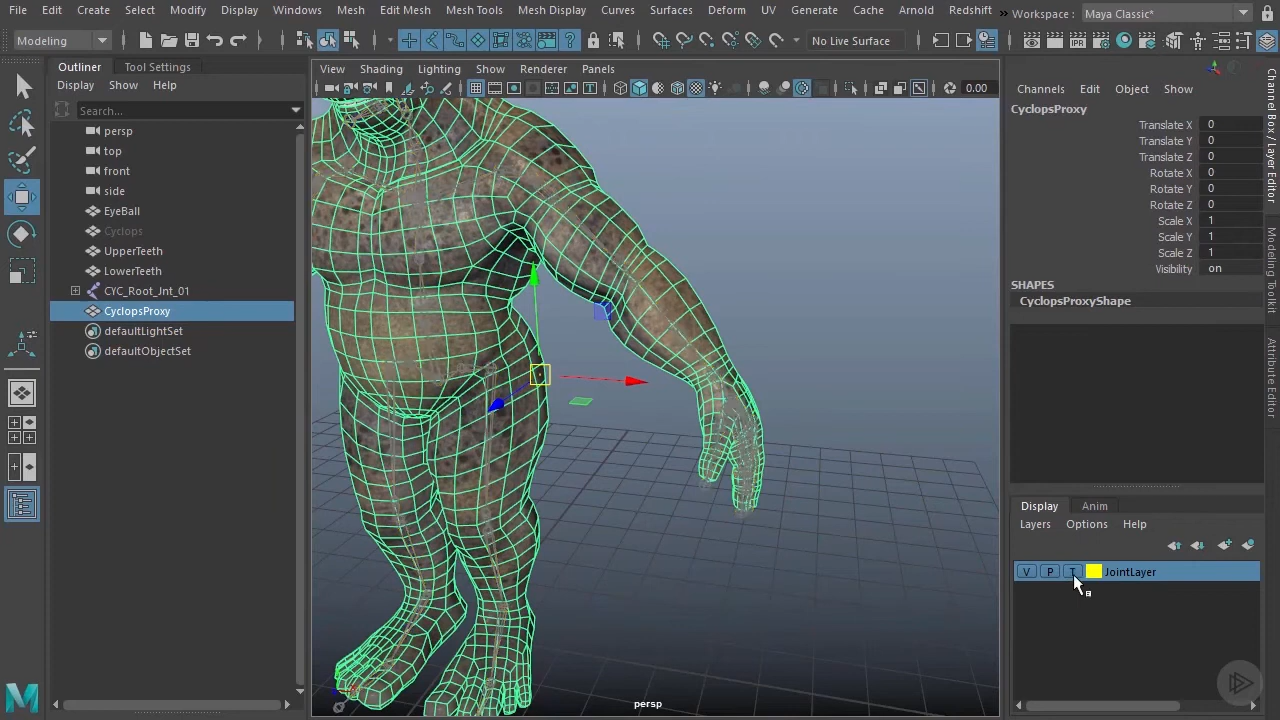 File Edit Create Select Modify Display Windows Mesh Edit Mesh Mesh Tools Mesh Display Curves Surfaces Deform UV Generate Cache Arnold Redshift » Workspace : Maya Classic*
Modeling No Live Surface
Outliner Tool Settings
Display Show Help
Search...
persp
top
front
side
EyeBall
Cyclops
UpperTeeth
LowerTeeth
CYC_Root_Jnt_01
CyclopsProxy
defaultLightSet
defaultObjectSet
View Shading Lighting Show Renderer Panels
0.00
persp
Channels Edit Object Show
CyclopsProxy
Translate X 0
Translate Y 0
Translate Z 0
Rotate X 0
Rotate Y 0
Rotate Z 0
Scale X 1
Scale Y 1
Scale Z 1
Visibility on
SHAPES
CyclopsProxyShape
Display Anim
Layers Options Help
V P T JointLayer
Channel Box / Layer Editor
Modeling Toolkit
Attribute Editor
IPR
M